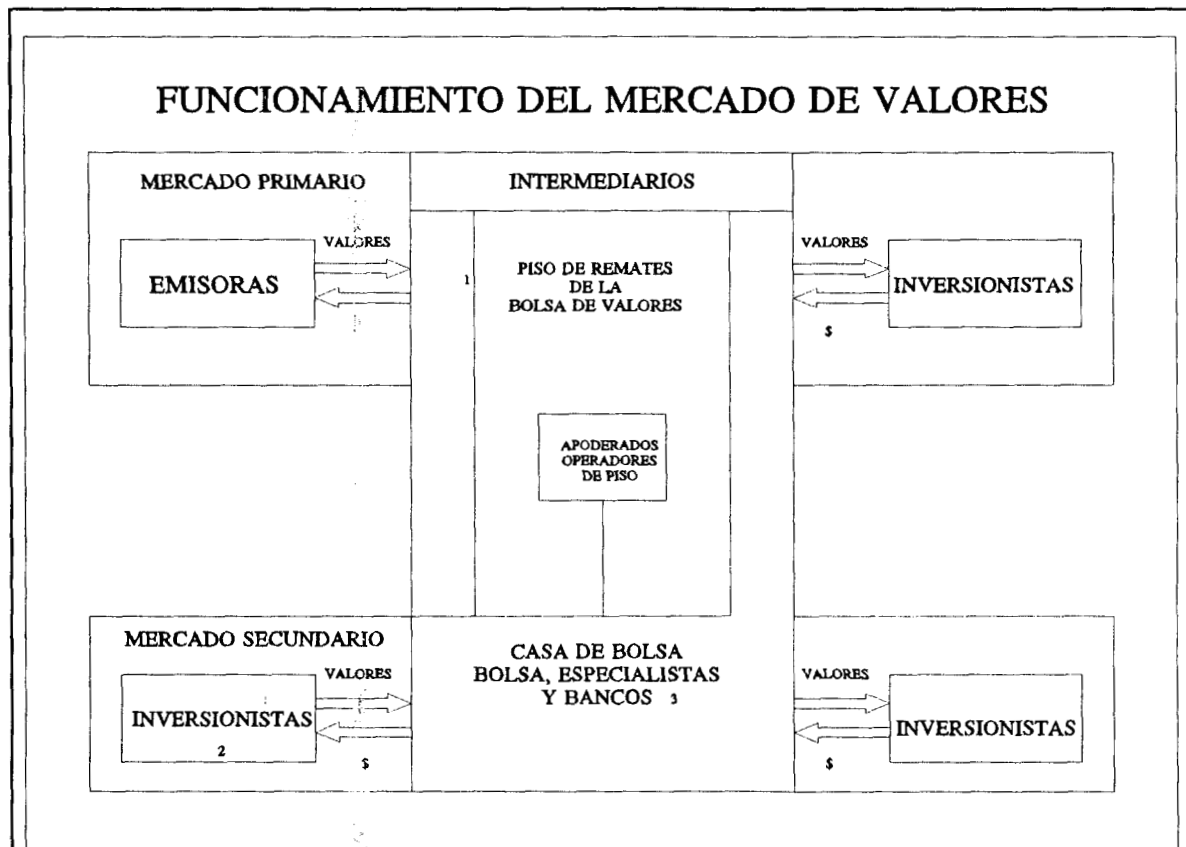 FUNCIONAMIENTO DEL MERCADO DE VALORES
MERCADO PRIMARIO
INTERMEDIARIOS
VALORES
EMISORAS
1
PISO DE REMATES
DE LA
BOLSA DE VALORES
VALORES
INVERSIONISTAS
$
APODERADOS
OPERADORES
DE PISO
MERCADO SECUNDARIO
VALORES
INVERSIONISTAS
2
$
CASA DE BOLSA
BOLSA, ESPECIALISTAS
Y BANCOS 3
VALORES
INVERSIONISTAS
$